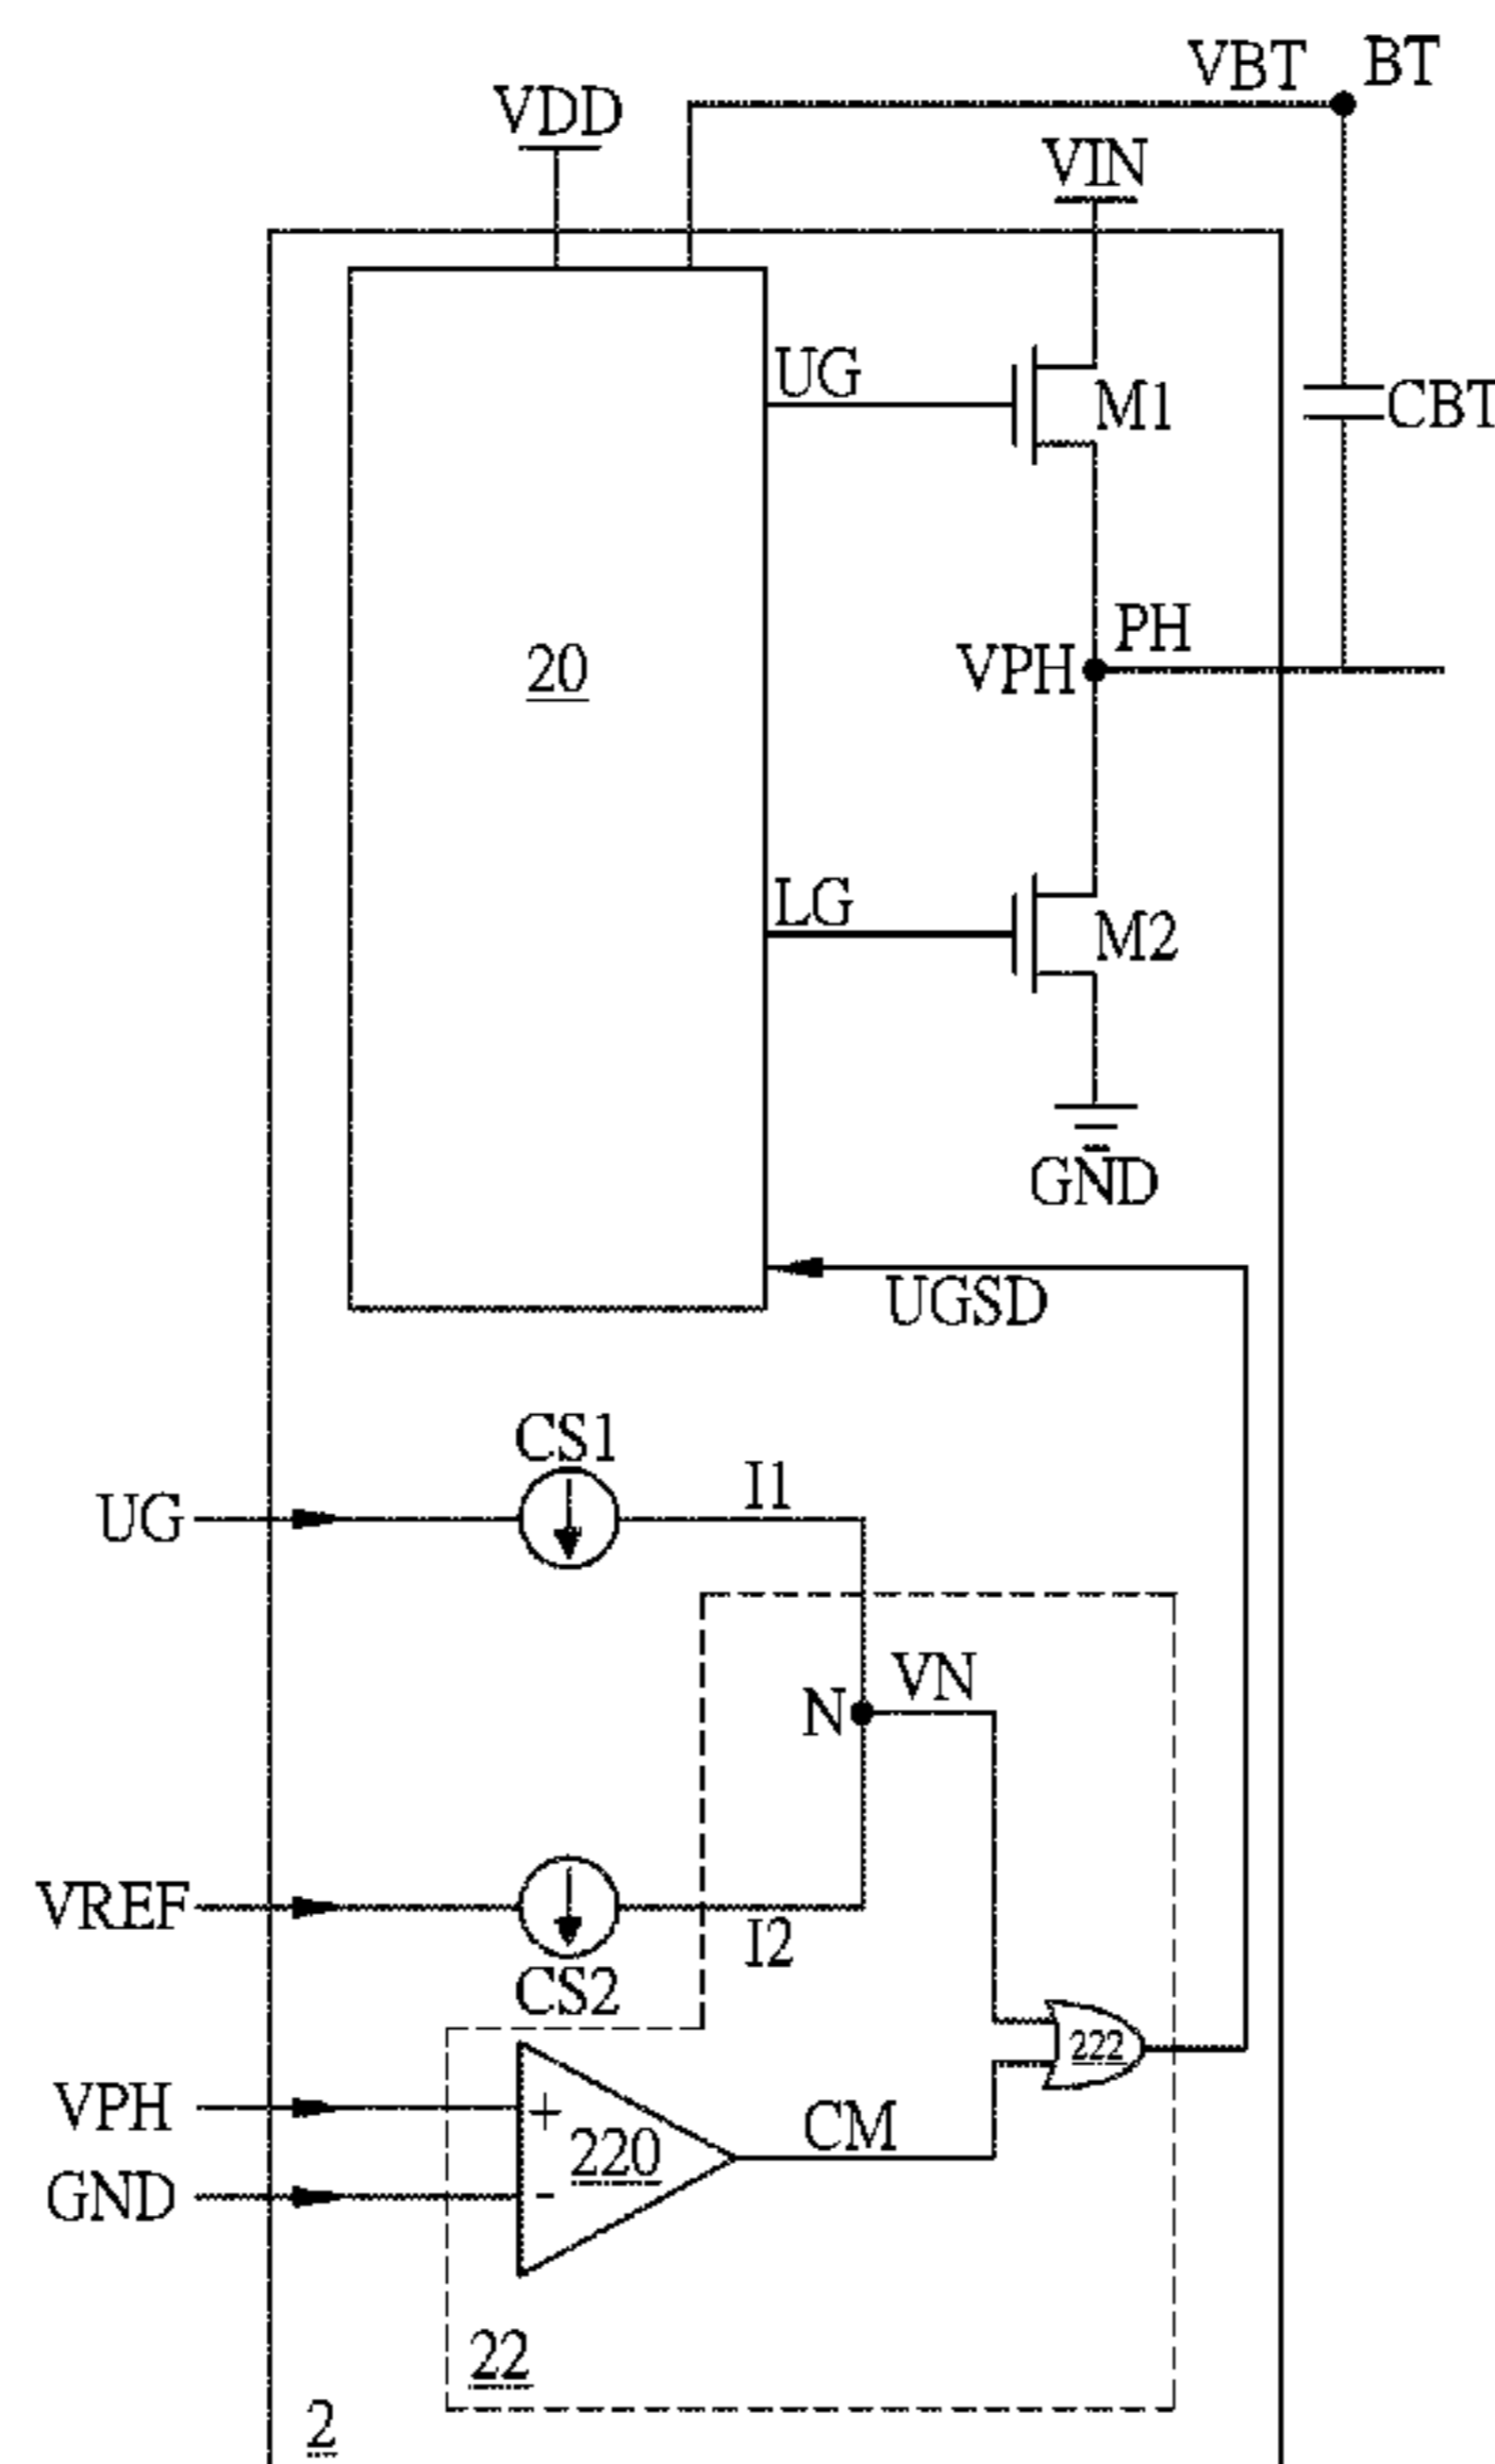 VBT BT
VDD
VIN
UG
M1
CBT
PH
20
VPH
LG
M2
GND
UGSD
CS1
I1
UG
VN
N
VREF
I2
CS2
222
VPH
+
CM
220
GND
-
22
2